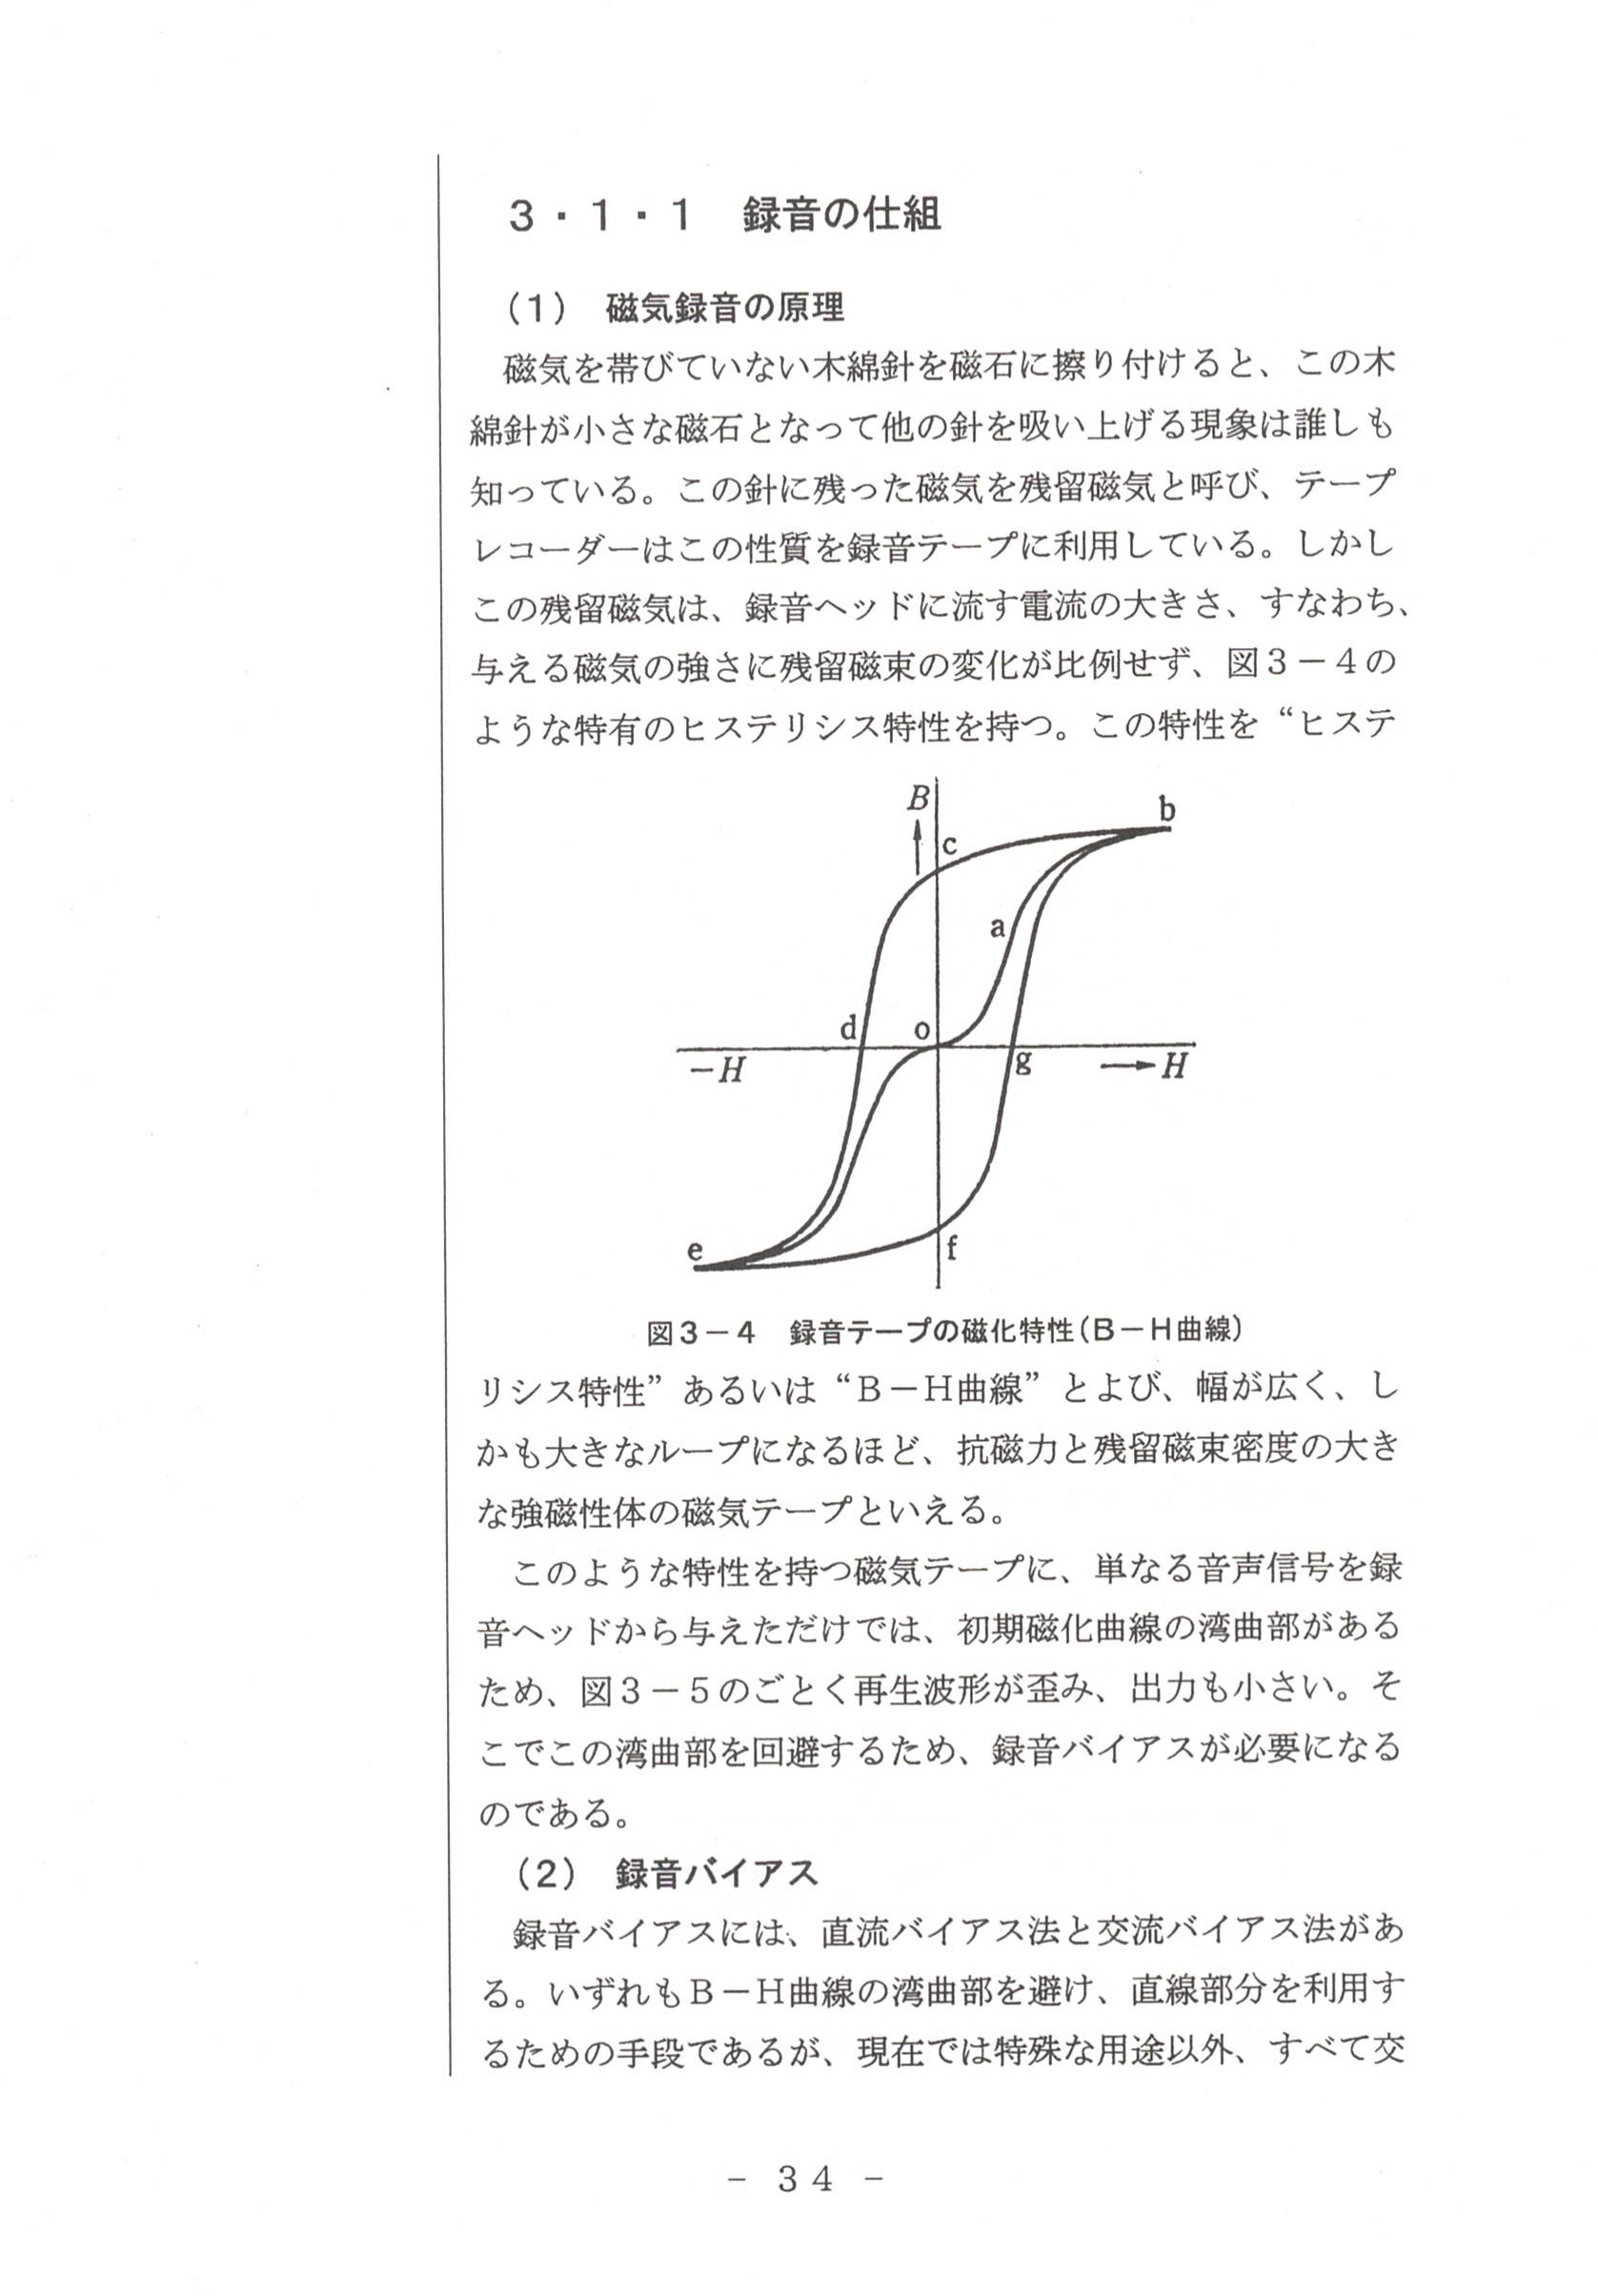 3・1・1　録音の仕組
（1）　磁気録音の原理
磁気を帯びていない木綿針を磁石に擦り付けると、この木
綿針が小さな磁石となって他の針を吸い上げる現象は誰しも
知っている。この針に残った磁気を残留磁気と呼び、テープ
レコーダーはこの性質を録音テープに利用している。しかし
この残留磁気は、録音ヘッドに流す電流の大きさ、すなわち、
与える磁気の強さに残留磁束の変化が比例せず、図3－4の
ような特有のヒステリシス特性を持つ。この特性を“ヒステ
B
b
c
a
d
o
g
－H
H
e
f
図3－4　録音テープの磁化特性（B－H曲線）
リシス特性”あるいは“B－H曲線”とよび、幅が広く、し
かも大きなループになるほど、抗磁力と残留磁束密度の大き
な強磁性体の磁気テープといえる。
このような特性を持つ磁気テープに、単なる音声信号を録
音ヘッドから与えただけでは、初期磁化曲線の湾曲部がある
ため、図3－5のごとく再生波形が歪み、出力も小さい。そ
こでこの湾曲部を回避するため、録音バイアスが必要になる
のである。
（2）　録音バイアス
録音バイアスには、直流バイアス法と交流バイアス法があ
る。いずれもB－H曲線の湾曲部を避け、直線部分を利用す
るための手段であるが、現在では特殊な用途以外、すべて交
－ 34 －